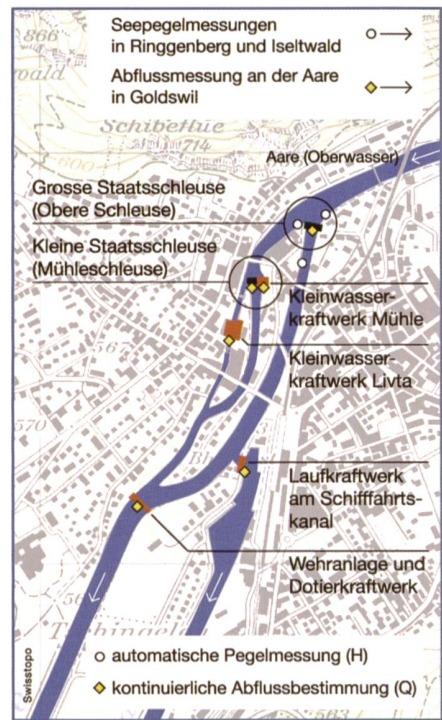 Seepegelmessungen
in Ringgenberg und Iseltwald
Abflussmessung an der Aare
in Goldswil
866
600
Schibeflue
714
Aare (Oberwasser)
Grosse Staatsschleuse
(Obere Schleuse)
Kleine Staatsschleuse
(Mühleschleuse)
Kleinwasser-
kraftwerk Mühle
Kleinwasser-
kraftwerk Livta
567
570
Laufkraftwerk
am Schifffahrts-
kanal
Wehranlage und
Dotierkraftwerk
Swisstopo
automatische Pegelmessung (H)
kontinuierliche Abflussbestimmung (Q)
563